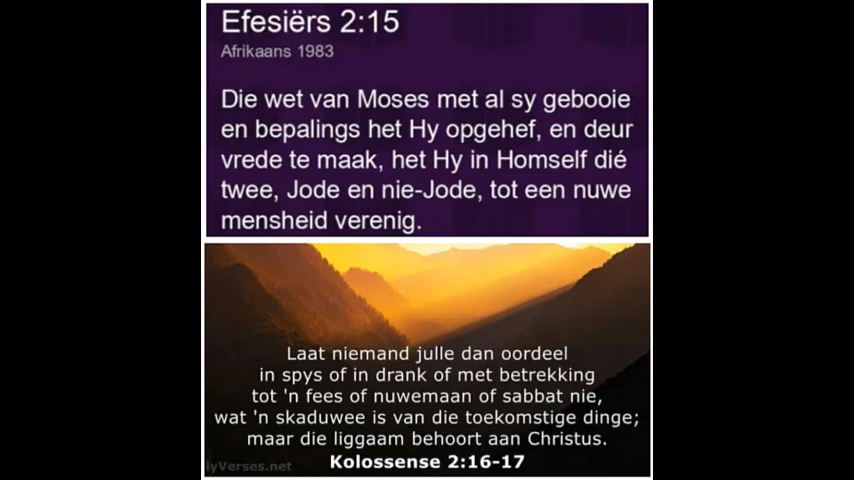 Efesiërs 2:15
Afrikaans 1983
Die wet van Moses met al sy gebooie
en bepalings het Hy opgehef, en deur
vrede te maak, het Hy in Homself dié
twee, Jode en nie-Jode, tot een nuwe
mensheid verenig.
Laat niemand julle dan oordeel
in spys of in drank of met betrekking
tot 'n fees of nuwemaan of sabbat nie,
wat 'n skaduwee is van die toekomstige dinge;
maar die liggaam behoort aan Christus.
Kolossense 2:16-17
lyVerses.net